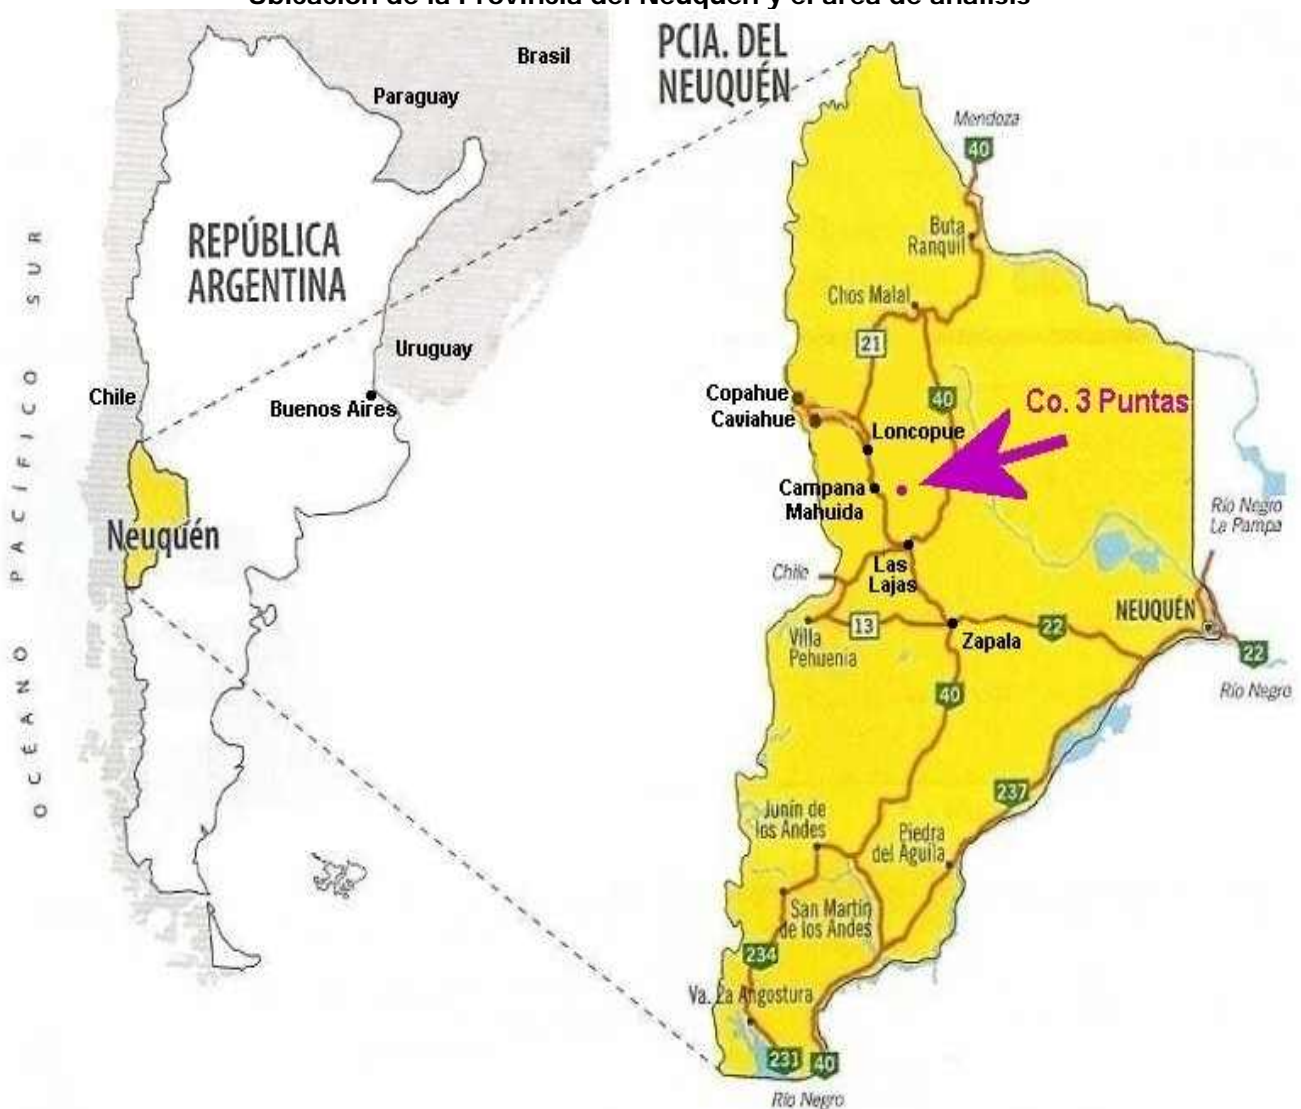 Ubicación de la Provincia del Neuquén y el área de análisis
Brasil
Paraguay
REPÚBLICA
ARGENTINA
Uruguay
Buenos Aires
Chile
Neuquén
OCÉANO PACÍFICO SUR
PCIA. DEL
NEUQUÉN
Mendoza
40
Buta
Ranquil
Chos Malal
21
Copahue
Caviahue
40
Co. 3 Puntas
Loncopue
Campana
Mahuida
Río Negro
La Pampa
Las
Lajas
Chile
NEUQUÉN
Villa
Pehuenia
13
Zapala
22
22
Río Negro
40
237
Junín de
los Andes
Piedra
del Aguila
San Martín
de los Andes
234
Va. La Angostura
231
40
Río Negro